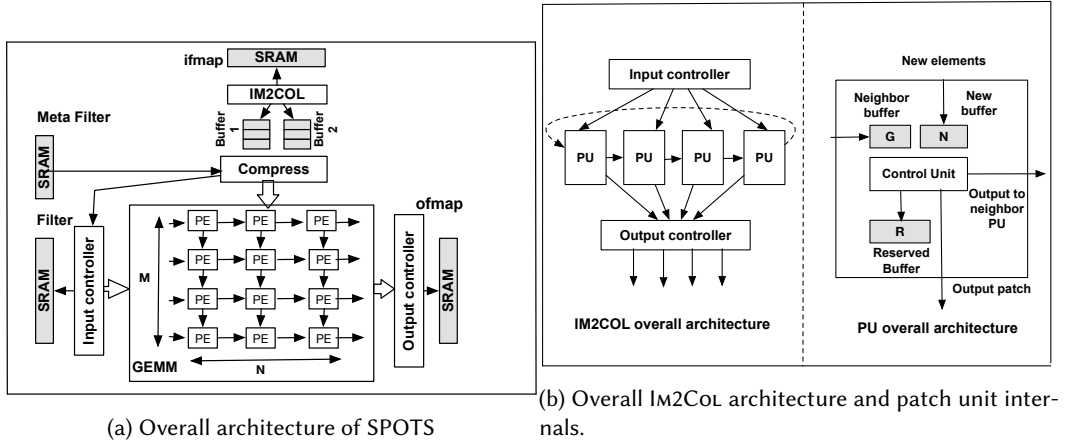 ifmap
SRAM
IM2COL
Buffer 1
Buffer 2
Meta Filter
SRAM
Compress
Filter
SRAM
Input controller
M
PE PE PE
PE PE PE
PE PE PE
PE PE PE
GEMM
N
Output controller
ofmap
SRAM
(a) Overall architecture of SPOTS
Input controller
PU PU PU PU
Output controller
IM2COL overall architecture
New elements
Neighbor
buffer
New
buffer
G
N
Control Unit
Output to
neighbor
PU
R
Reserved
Buffer
Output patch
PU overall architecture
(b) Overall Im2Col architecture and patch unit inter-
nals.